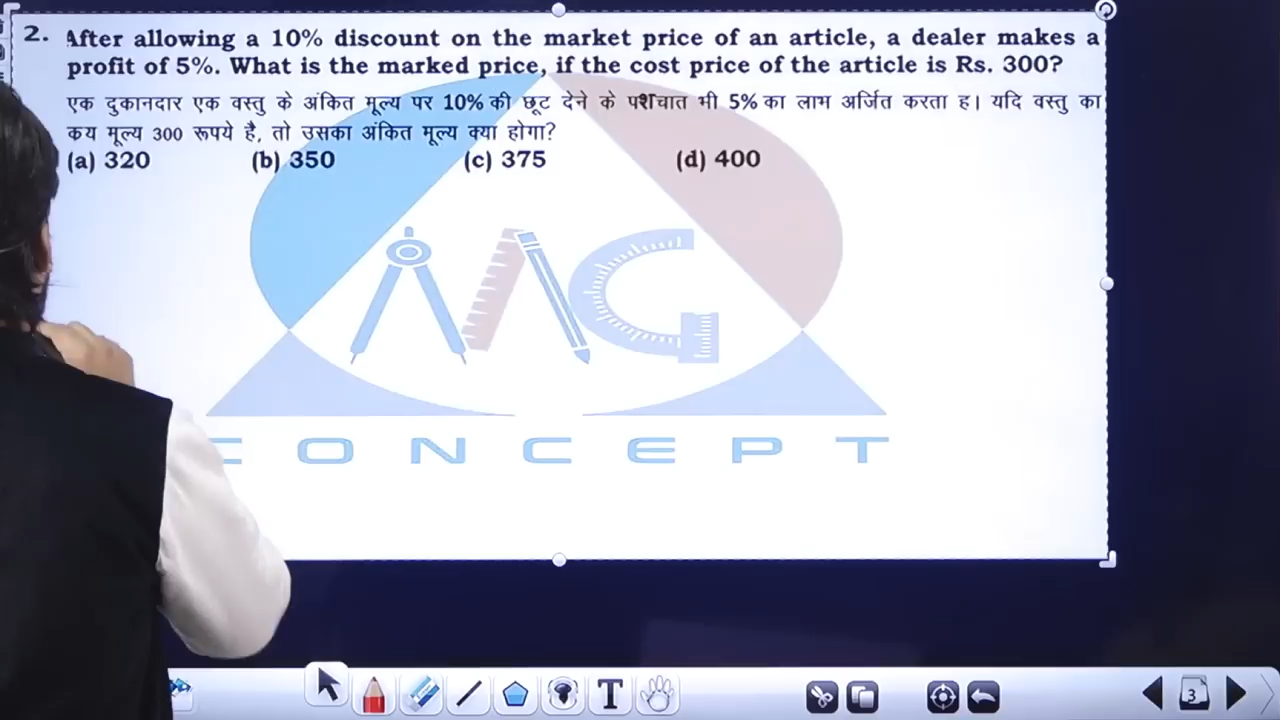 2. After allowing a 10% discount on the market price of an article, a dealer makes a
profit of 5%. What is the marked price, if the cost price of the article is Rs. 300?
एक दुकानदार एक वस्तु के अंकित मूल्य पर 10% की छूट देने के पश्चात भी 5% का लाभ अर्जित करता ह। यदि वस्तु का
कय मूल्य 300 रूपये है, तो उसका अंकित मूल्य क्या होगा?
(a) 320 (b) 350 (c) 375 (d) 400
MG
CONCEPT
T
3